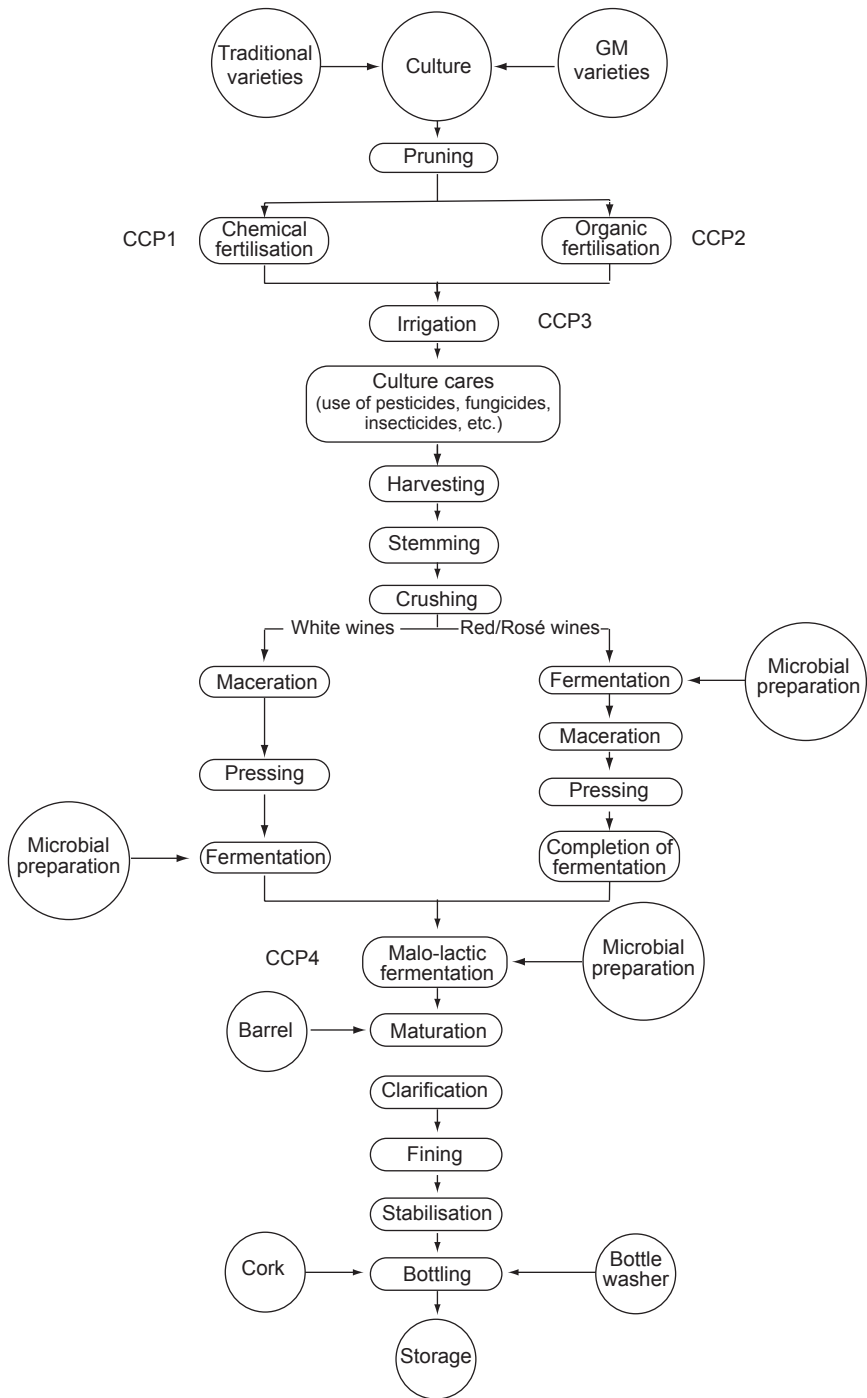 Traditional
varieties
Culture
GM
varieties
Pruning
CCP1
Chemical
fertilisation
Organic
fertilisation
CCP2
Irrigation
CCP3
Culture cares
(use of pesticides, fungicides,
insecticides, etc.)
Harvesting
Stemming
Crushing
White wines
Red/Rosé wines
Maceration
Fermentation
Microbial
preparation
Maceration
Pressing
Pressing
Microbial
preparation
Fermentation
Completion of
fermentation
CCP4
Malo-lactic
fermentation
Microbial
preparation
Barrel
Maturation
Clarification
Fining
Stabilisation
Cork
Bottling
Bottle
washer
Storage